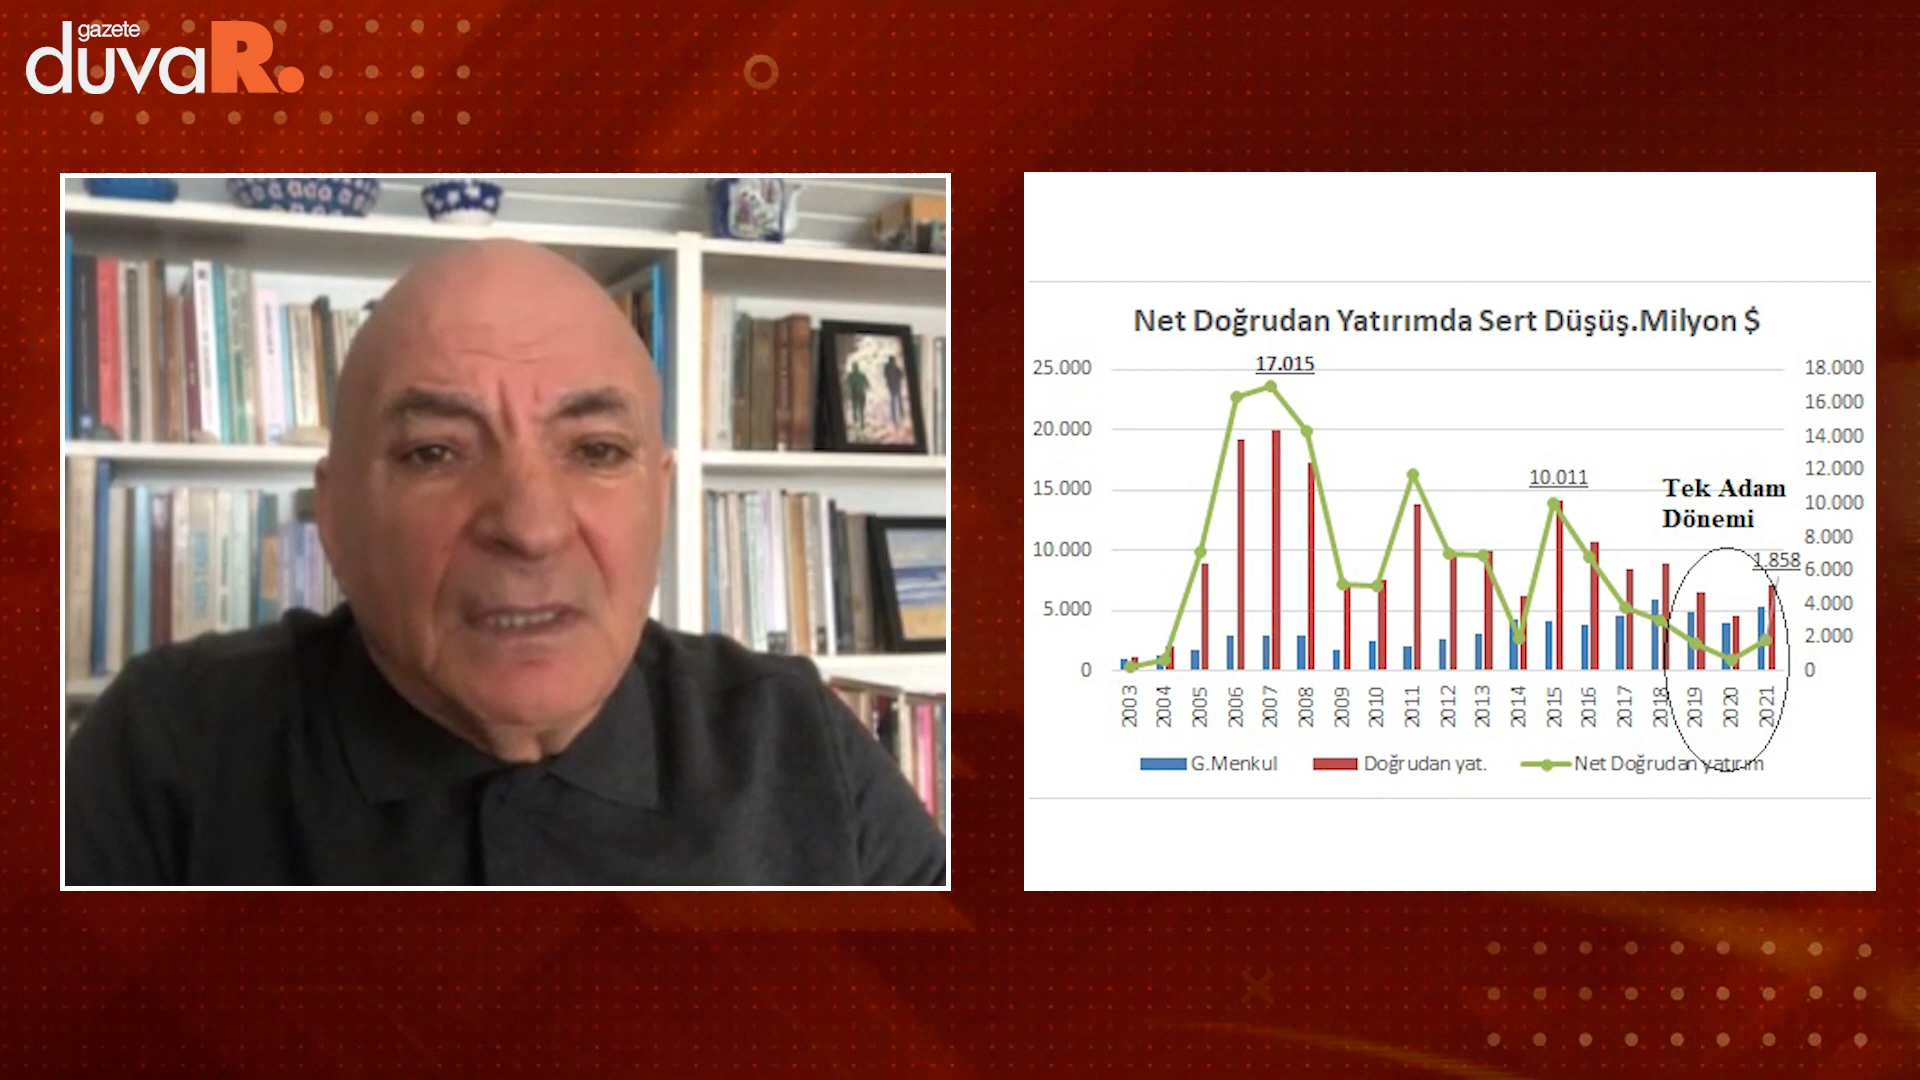 gazete
duvaR.
Net Doğrudan Yatırımda Sert Düşüş.Milyon $
25.000
20.000
15.000
10.000
5.000
0
17.015
10.011
Tek Adam
Dönemi
1.858
18.000
16.000
14.000
12.000
10.000
8.000
6.000
4.000
2.000
0
2003 2004 2005 2006 2007 2008 2009 2010 2011 2012 2013 2014 2015 2016 2017 2018 2019 2020 2021
G.Menkul Doğrudan yat. Net Doğrudan yatırım